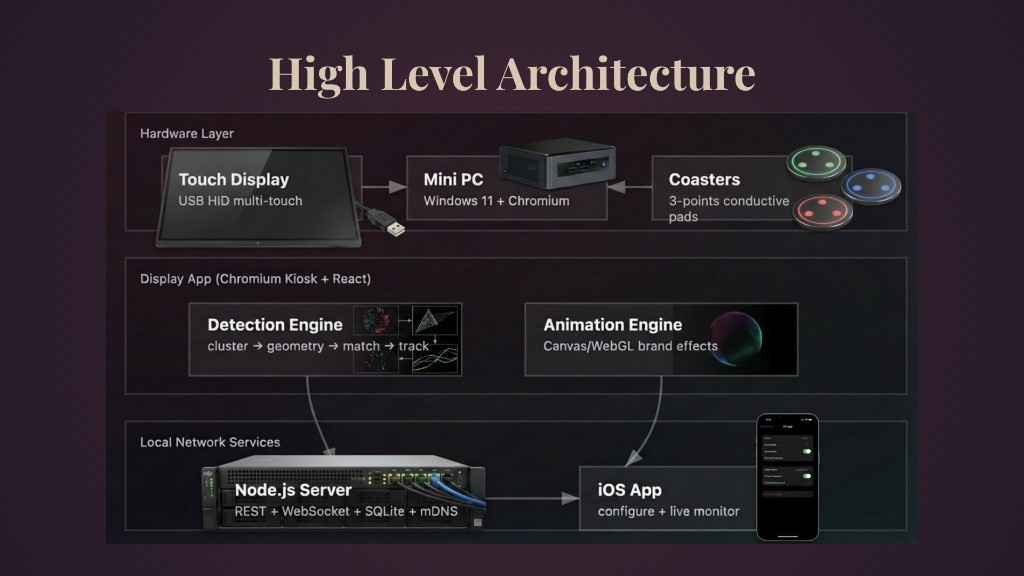 High Level Architecture
Hardware Layer
Touch Display
USB HID multi-touch
Mini PC
Windows 11 + Chromium
Coasters
3-points conductive
pads
Display App (Chromium Kiosk + React)
Detection Engine
cluster → geometry → match → track
Animation Engine
Canvas/WebGL brand effects
Local Network Services
Node.js Server
REST + WebSocket + SQLite + mDNS
iOS App
configure + live monitor